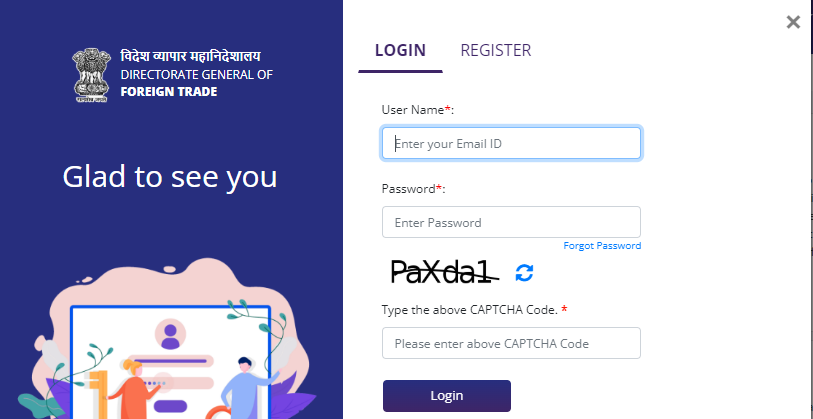 विदेश व्यापार महानिदेशालय
DIRECTORATE GENERAL OF
FOREIGN TRADE
Glad to see you
LOGIN REGISTER
User Name*:
Enter your Email ID
Password*:
Enter Password
Forgot Password
PaXda1
Type the above CAPTCHA Code. *
Please enter above CAPTCHA Code
Login